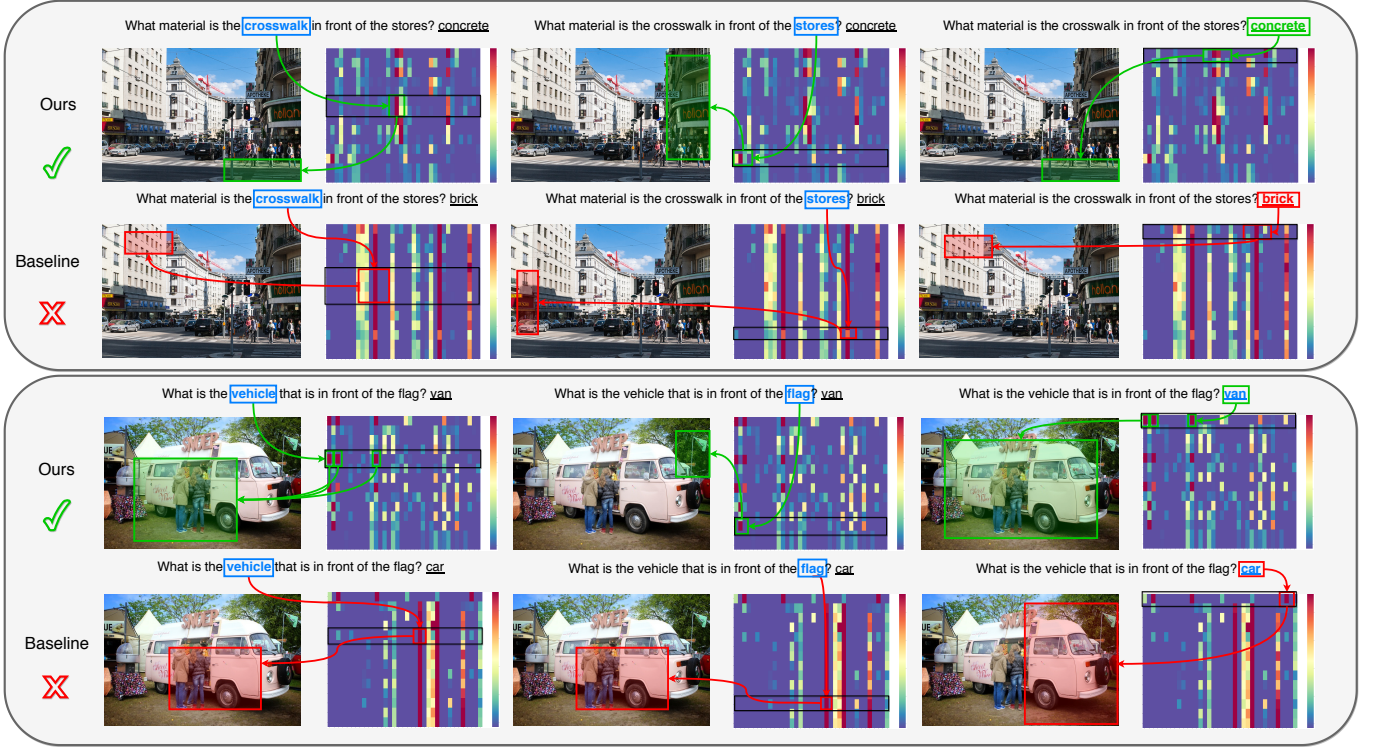 What material is the crosswalk in front of the stores? concrete
What material is the crosswalk in front of the stores? concrete
What material is the crosswalk in front of the stores? concrete
Ours
APOTHEKE
APOTHEKE
APOTHEKE
What material is the crosswalk in front of the stores? brick
What material is the crosswalk in front of the stores? brick
What material is the crosswalk in front of the stores? brick
Baseline
X
APOTHEKE
APOTHEKE
APOTHEKE
What is the vehicle that is in front of the flag? van
What is the vehicle that is in front of the flag? van
What is the vehicle that is in front of the flag? van
Ours
What is the vehicle that is in front of the flag? car
What is the vehicle that is in front of the flag? car
What is the vehicle that is in front of the flag? car
Baseline
X